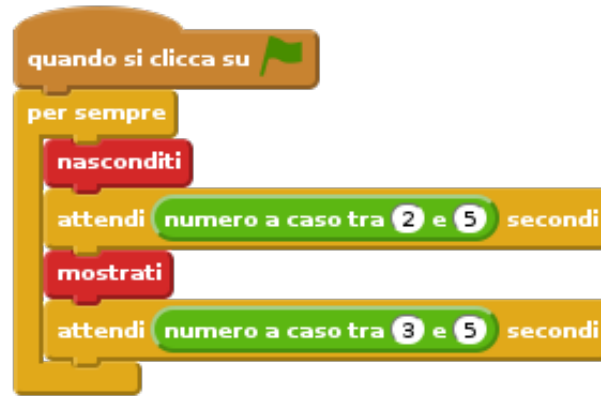 quando si clicca su
per sempre
nasconditi
attendi numero a caso tra 2 e 5 secondi
mostrati
attendi numero a caso tra 3 e 5 secondi